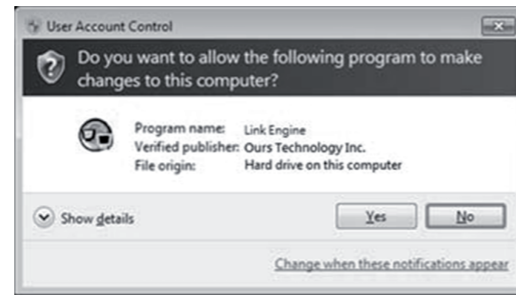 User Account Control
Do you want to allow the following program to make
changes to this computer?
Program name: Link Engine
Verified publisher: Ours Technology Inc.
File origin: Hard drive on this computer
Show details
Yes No
Change when these notifications appear